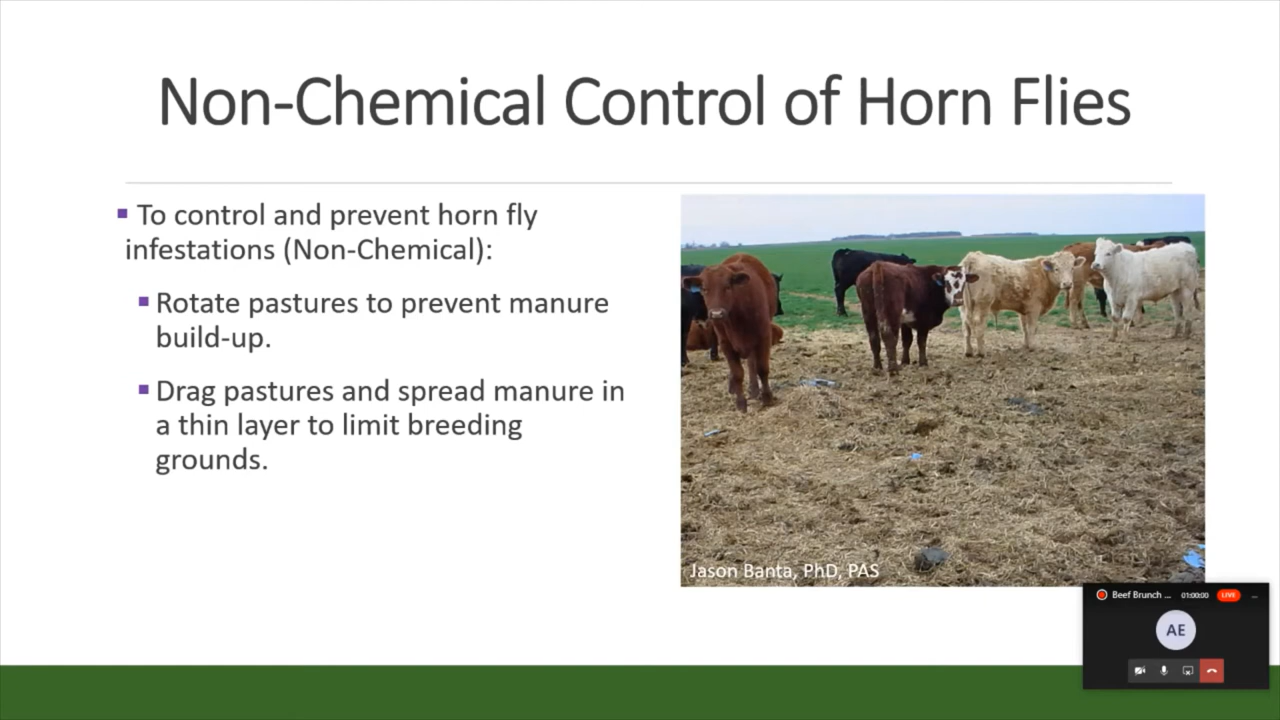 Non-Chemical Control of Horn Flies
▪ To control and prevent horn fly
infestations (Non-Chemical):
▪ Rotate pastures to prevent manure
build-up.
▪ Drag pastures and spread manure in
a thin layer to limit breeding
grounds.
Jason Banta, PhD, PAS
Beef Brunch ... 01:00:00 LIVE ...
AE